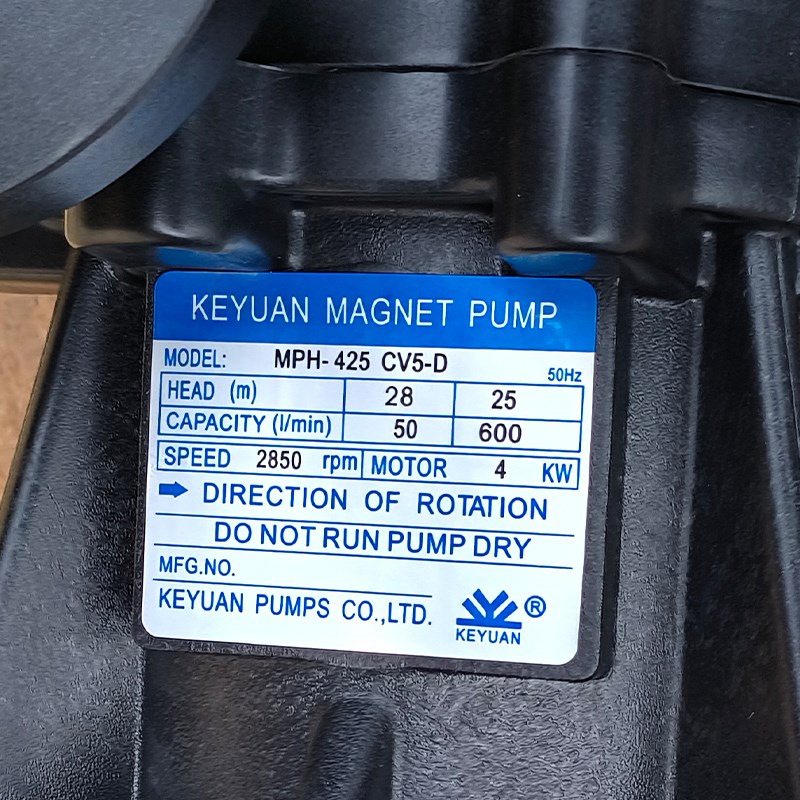 KEYUAN MAGNET PUMP
MODEL: MPH-425 CV5-D 50Hz
HEAD (m) 28 25
CAPACITY (l/min) 50 600
SPEED 2850 rpm MOTOR 4 KW
DIRECTION OF ROTATION
DO NOT RUN PUMP DRY
MFG.NO.
KEYUAN PUMPS CO.,LTD. ®
KEYUAN